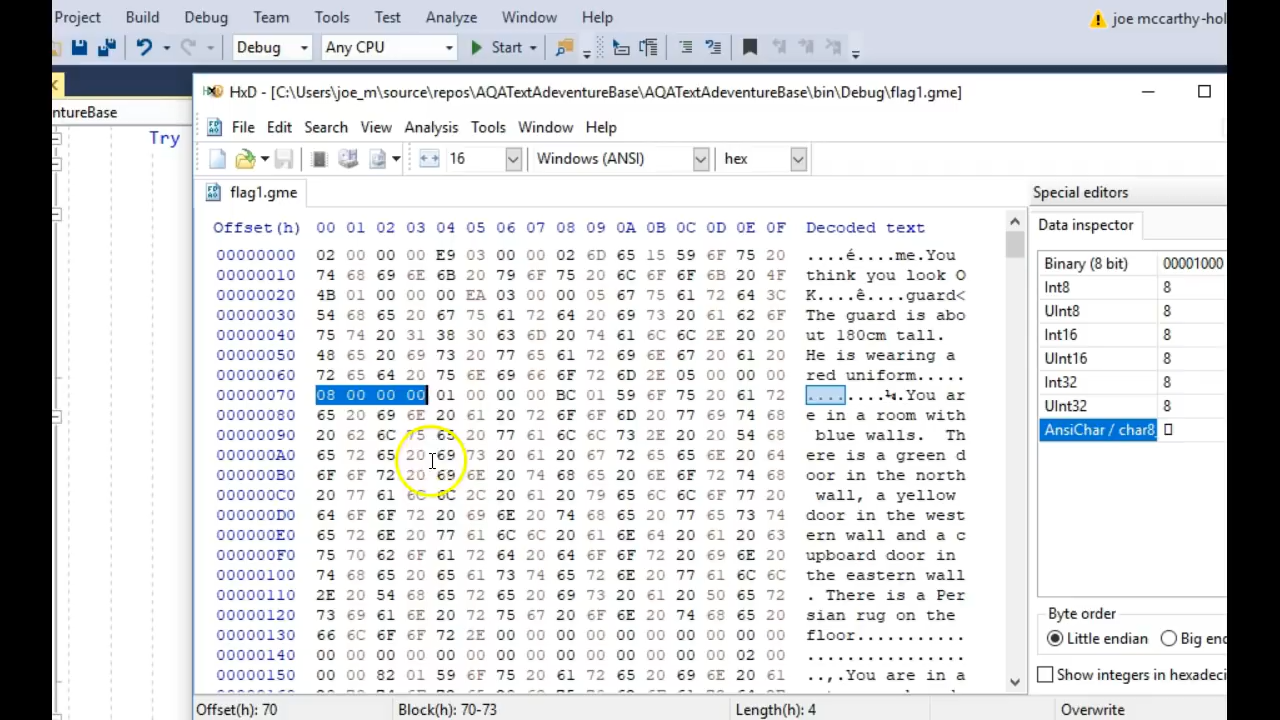 Project Build Debug Team Tools Test Analyze Window Help joe mccarthy-hol
Debug Any CPU Start
HxD - [C:\Users\joe_m\source\repos\AQATextAdeventureBase\AQATextAdeventureBase\bin\Debug\flag1.gme]
ntureBase
File Edit Search View Analysis Tools Window Help
Try
16 Windows (ANSI) hex
flag1.gme
Special editors
Data inspector
Offset(h) 00 01 02 03 04 05 06 07 08 09 0A 0B 0C 0D 0E 0F Decoded text
00000000 02 00 00 00 E9 03 00 00 02 6D 65 15 59 6F 75 20 ....é....me.You
00000010 74 68 69 6E 6B 20 79 6F 75 20 6C 6F 6F 6B 20 4F think you look O
00000020 4B 01 00 00 00 EA 03 00 00 05 67 75 61 72 64 3C K....ê....guard<
00000030 54 68 65 20 67 75 61 72 64 20 69 73 20 61 62 6F The guard is abo
00000040 75 74 20 31 38 30 63 6D 20 74 61 6C 6C 2E 20 20 ut 180cm tall.
00000050 48 65 20 69 73 20 77 65 61 72 69 6E 67 20 61 20 He is wearing a
00000060 72 65 64 20 75 6E 69 66 6F 72 6D 2E 05 00 00 00 red uniform.....
00000070 08 00 00 00 01 00 00 00 BC 01 59 6F 75 20 61 72 ........¼.You ar
00000080 65 20 69 6E 20 61 20 72 6F 6F 6D 20 77 69 74 68 e in a room with
00000090 20 62 6C 75 65 20 77 61 6C 6C 73 2E 20 20 54 68 blue walls.  Th
000000A0 65 72 65 20 69 73 20 61 20 67 72 65 65 6E 20 64 ere is a green d
000000B0 6F 6F 72 20 69 6E 20 74 68 65 20 6E 6F 72 74 68 oor in the north
000000C0 20 77 61 6C 6C 2C 20 61 20 79 65 6C 6C 6F 77 20 wall, a yellow
000000D0 64 6F 6F 72 20 69 6E 20 74 68 65 20 77 65 73 74 door in the west
000000E0 65 72 6E 20 77 61 6C 6C 20 61 6E 64 20 61 20 63 ern wall and a c
000000F0 75 70 62 6F 61 72 64 20 64 6F 6F 72 20 69 6E 20 upboard door in
00000100 74 68 65 20 65 61 73 74 65 72 6E 20 77 61 6C 6C the eastern wall
00000110 2E 20 54 68 65 72 65 20 69 73 20 61 20 50 65 72 . There is a Per
00000120 73 69 61 6E 20 72 75 67 20 6F 6E 20 74 68 65 20 sian rug on the
00000130 66 6C 6F 6F 72 2E 00 00 00 00 00 00 00 00 00 00 floor...........
00000140 00 00 00 00 00 00 00 00 00 00 00 00 00 00 02 00 ................
00000150 00 00 82 01 59 6F 75 20 61 72 65 20 69 6E 20 61 ..‚.You are in a
Binary (8 bit) 00001000
Int8 8
UInt8 8
Int16 8
UInt16 8
Int32 8
UInt32 8
AnsiChar / char8
Byte order
Little endian Big en
Show integers in hexadeci
Offset(h): 70 Block(h): 70-73 Length(h): 4 Overwrite